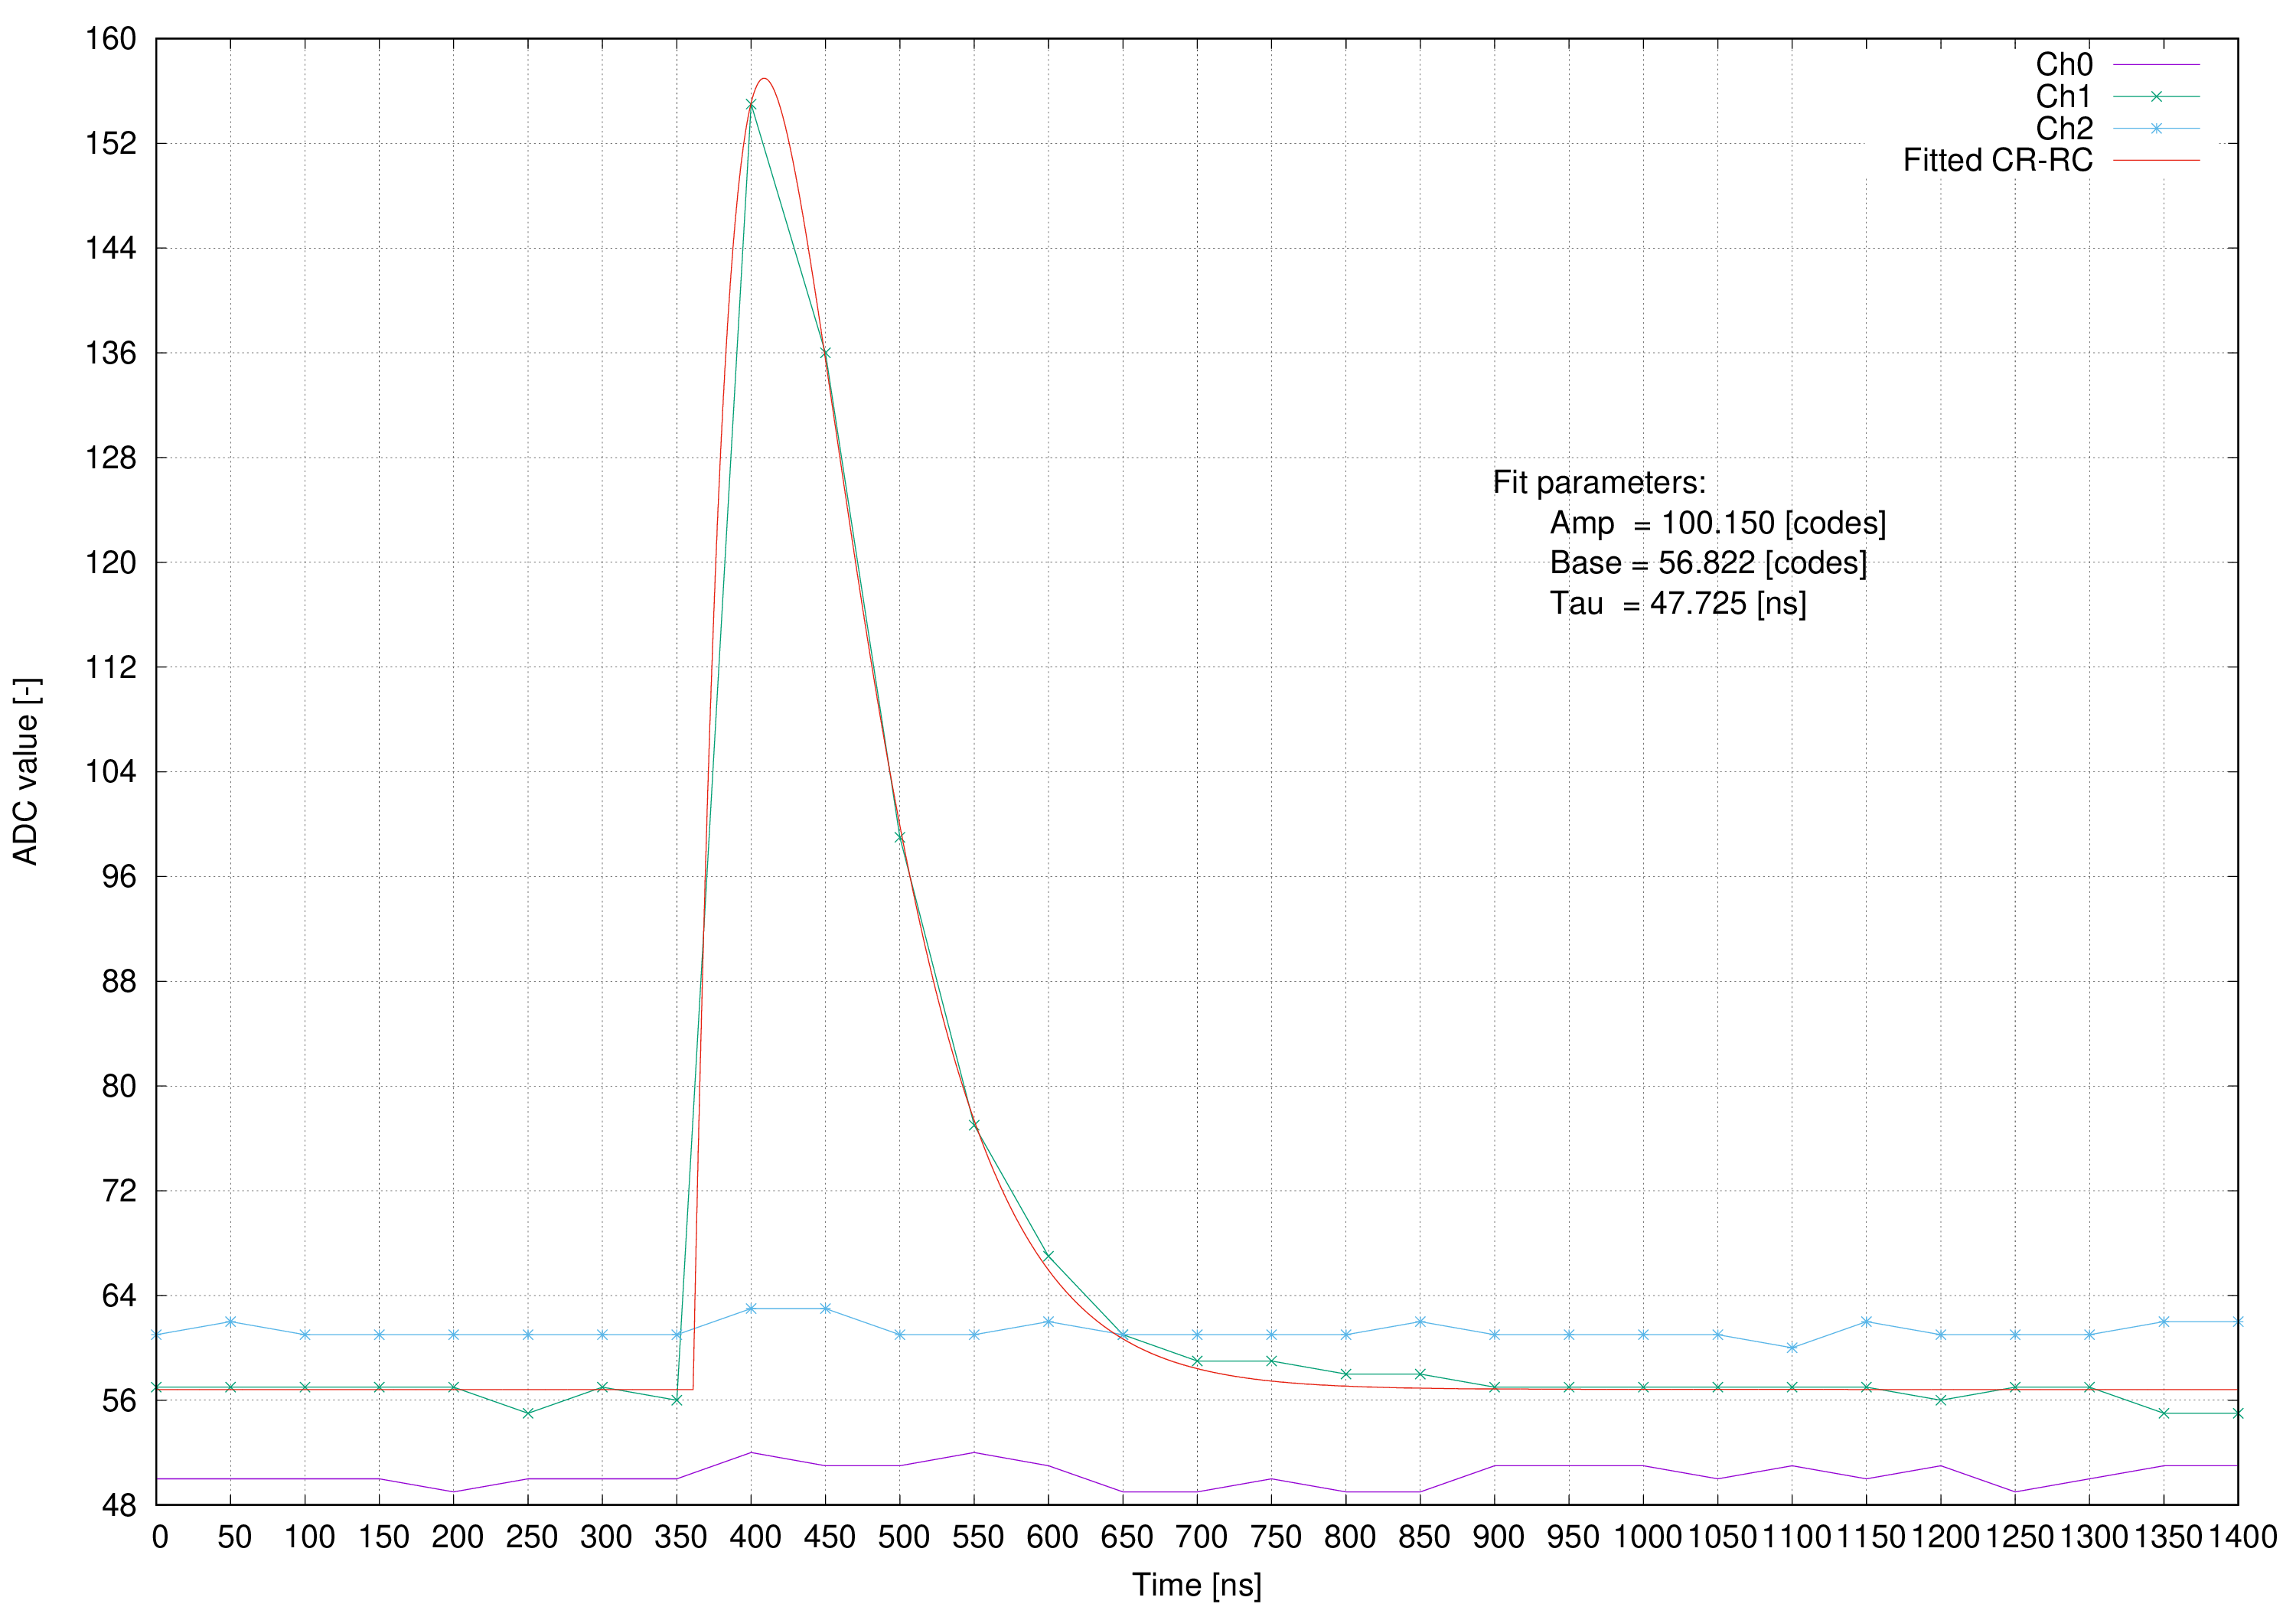 160
152
144
136
128
120
112
104
96
88
80
72
64
56
48
ADC value [-]
Ch0
Ch1
Ch2
Fitted CR-RC
Fit parameters:
Amp = 100.150 [codes]
Base = 56.822 [codes]
Tau = 47.725 [ns]
0 50 100 150 200 250 300 350 400 450 500 550 600 650 700 750 800 850 900 950 1000 1050 1100 1150 1200 1250 1300 1350 1400
Time [ns]